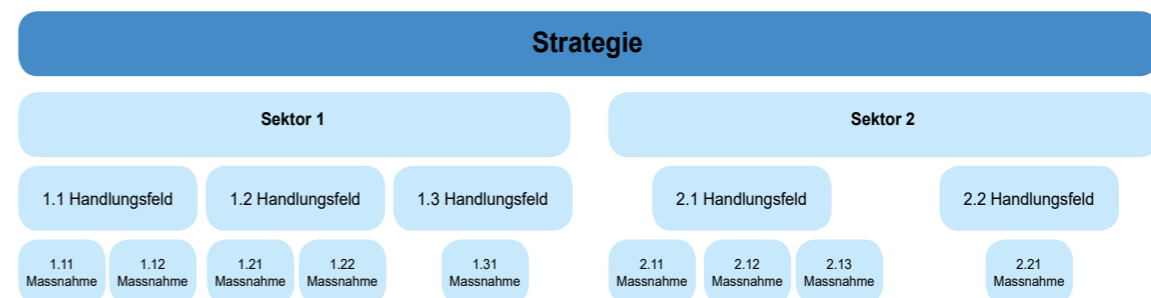 Strategie
Sektor 1
Sektor 2
1.1 Handlungsfeld
1.2 Handlungsfeld
1.3 Handlungsfeld
2.1 Handlungsfeld
2.2 Handlungsfeld
1.11
Massnahme
1.12
Massnahme
1.21
Massnahme
1.22
Massnahme
1.31
Massnahme
2.11
Massnahme
2.12
Massnahme
2.13
Massnahme
2.21
Massnahme